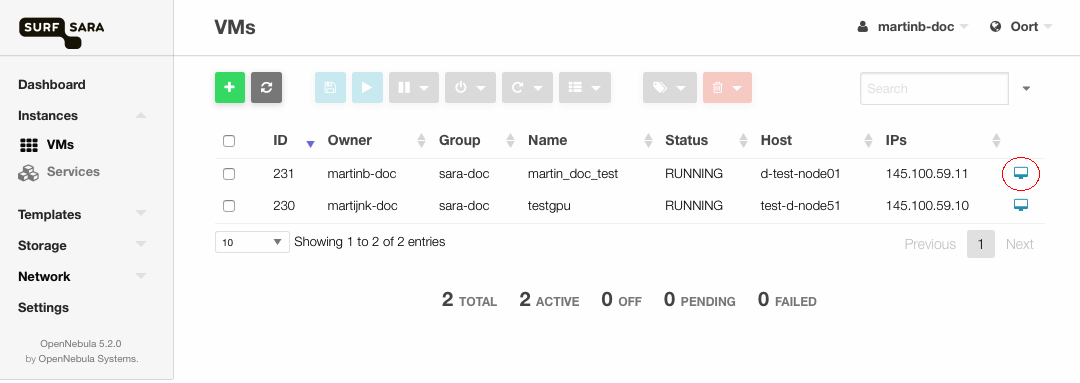 SURF SARA
VMs
martinb-doc
Oort
Dashboard
Instances
VMs
Services
Templates
Storage
Network
Settings
OpenNebula 5.2.0
by OpenNebula Systems.
Search
ID Owner Group Name Status Host IPs
231 martinb-doc sara-doc martin_doc_test RUNNING d-test-node01 145.100.59.11
230 martijnk-doc sara-doc testgpu RUNNING test-d-node51 145.100.59.10
10 Showing 1 to 2 of 2 entries
Previous 1 Next
2 TOTAL 2 ACTIVE 0 OFF 0 PENDING 0 FAILED